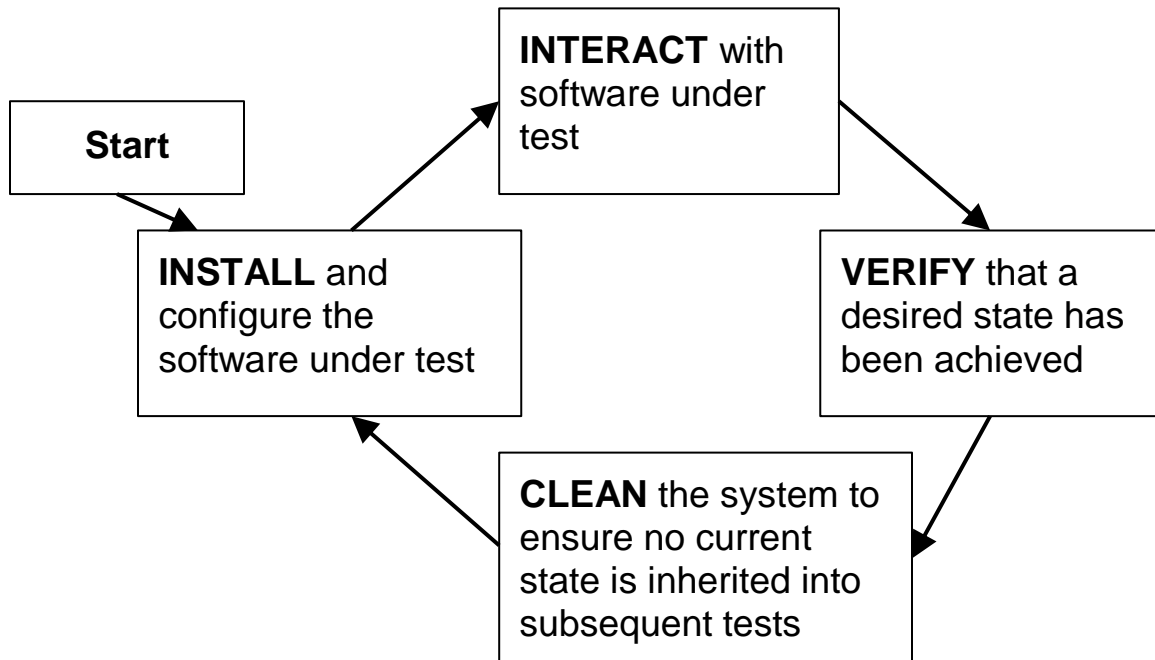 Start
INSTALL and
configure the
software under test
INTERACT with
software under
test
VERIFY that a
desired state has
been achieved
CLEAN the system to
ensure no current
state is inherited into
subsequent tests